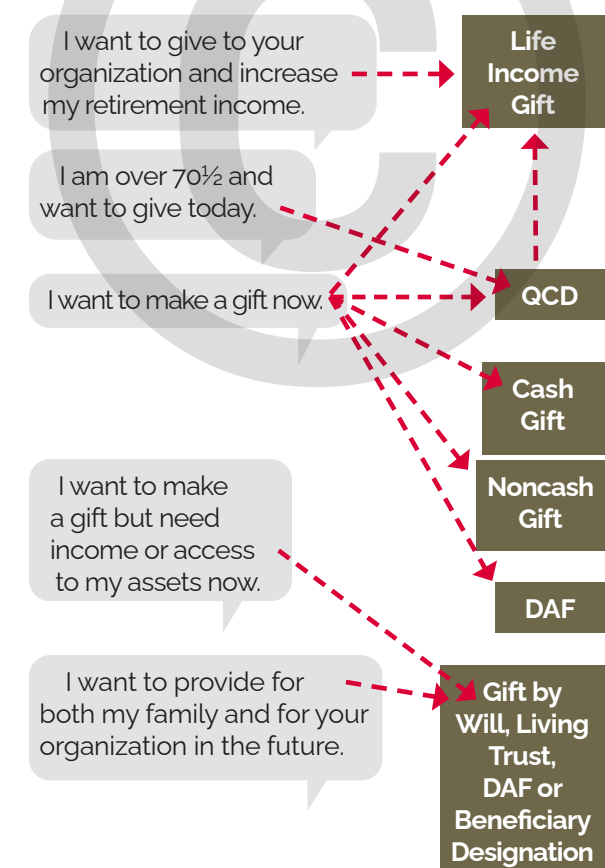 I want to give to your
organization and increase
my retirement income.
Life
Income
Gift
I am over 70½ and
want to give today.
I want to make a gift now.
QCD
Cash
Gift
Noncash
Gift
I want to make
a gift but need
income or access
to my assets now.
DAF
I want to provide for
both my family and for your
organization in the future.
Gift by
Will, Living
Trust,
DAF or
Beneficiary
Designation
©